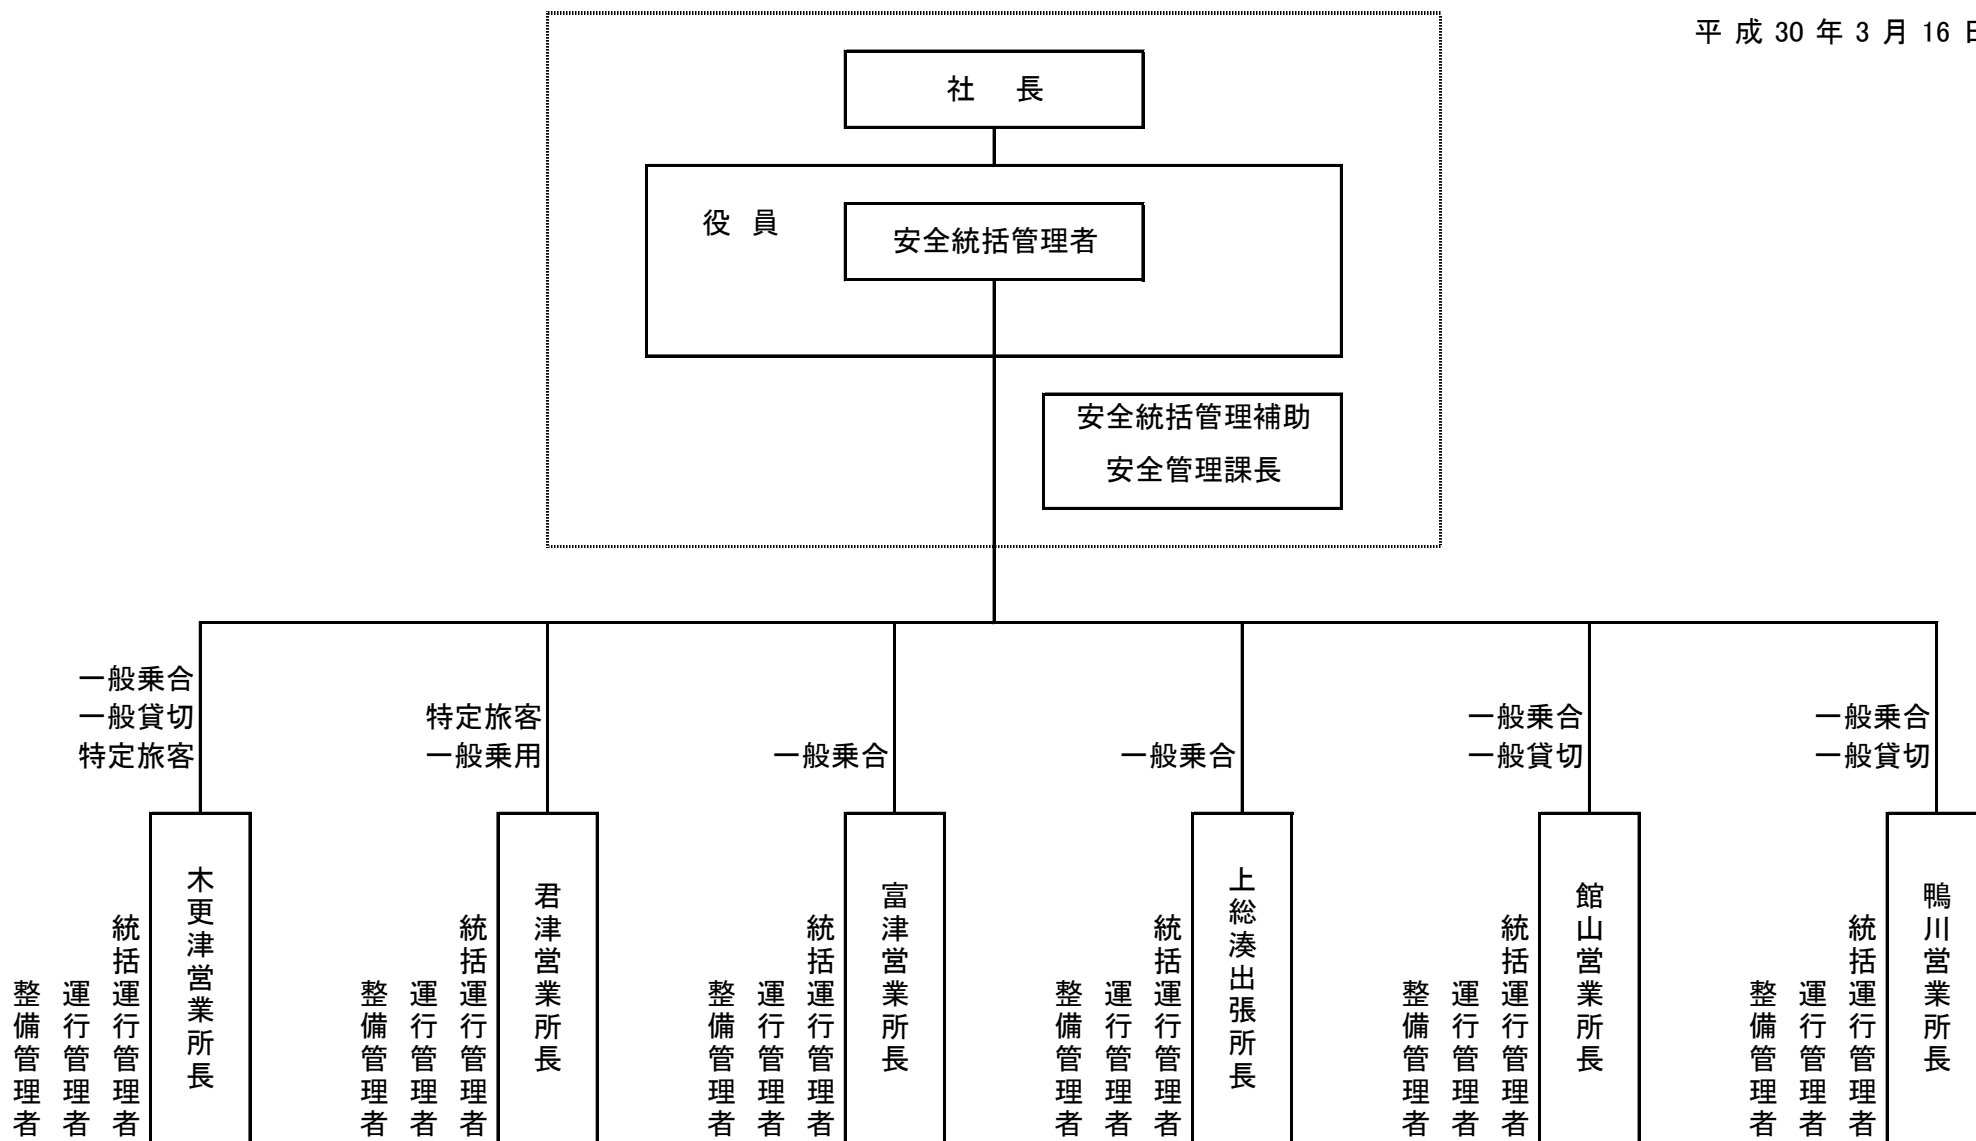 平成30年3月16日
社　長
役 員
安全統括管理者
安全統括管理補助
安全管理課長
一般乗合
一般貸切
特定旅客
特定旅客
一般乗用
一般乗合
一般乗合
一般乗合
一般貸切
一般乗合
一般貸切
木更津営業所長
統括運行管理者
運行管理者
整備管理者
君津営業所長
統括運行管理者
運行管理者
整備管理者
富津営業所長
統括運行管理者
運行管理者
整備管理者
上総湊出張所長
統括運行管理者
運行管理者
整備管理者
館山営業所長
統括運行管理者
運行管理者
整備管理者
鴨川営業所長
統括運行管理者
運行管理者
整備管理者